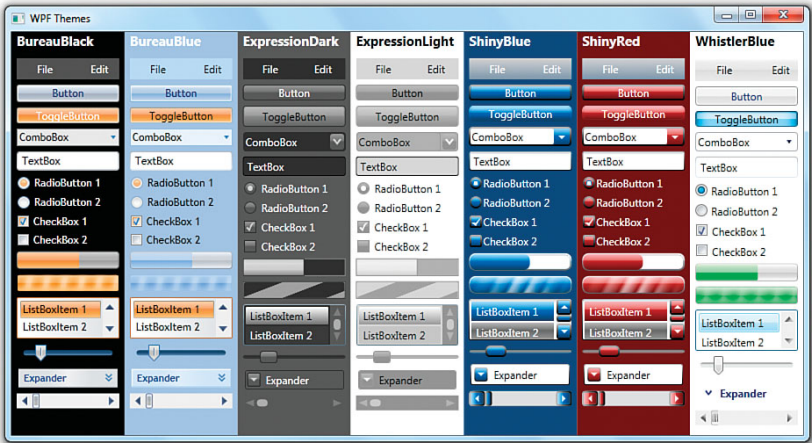 WPF Themes
BureauBlack
File Edit
Button
ToggleButton
ComboBox
TextBox
RadioButton 1
RadioButton 2
CheckBox 1
CheckBox 2
ListBoxItem 1
ListBoxItem 2
Expander
BureauBlue
File Edit
Button
ToggleButton
ComboBox
TextBox
RadioButton 1
RadioButton 2
CheckBox 1
CheckBox 2
ListBoxItem 1
ListBoxItem 2
Expander
ExpressionDark
File Edit
Button
ToggleButton
ComboBox
TextBox
RadioButton 1
RadioButton 2
CheckBox 1
CheckBox 2
ListBoxItem 1
ListBoxItem 2
Expander
ExpressionLight
File Edit
Button
ToggleButton
ComboBox
TextBox
RadioButton 1
RadioButton 2
CheckBox 1
CheckBox 2
ListBoxItem 1
ListBoxItem 2
Expander
ShinyBlue
File Edit
Button
ToggleButton
ComboBox
TextBox
RadioButton 1
RadioButton 2
CheckBox 1
CheckBox 2
ListBoxItem 1
ListBoxItem 2
Expander
ShinyRed
File Edit
Button
ToggleButton
ComboBox
TextBox
RadioButton 1
RadioButton 2
CheckBox 1
CheckBox 2
ListBoxItem 1
ListBoxItem 2
Expander
WhistlerBlue
File Edit
Button
ToggleButton
ComboBox
TextBox
RadioButton 1
RadioButton 2
CheckBox 1
CheckBox 2
ListBoxItem 1
ListBoxItem 2
Expander